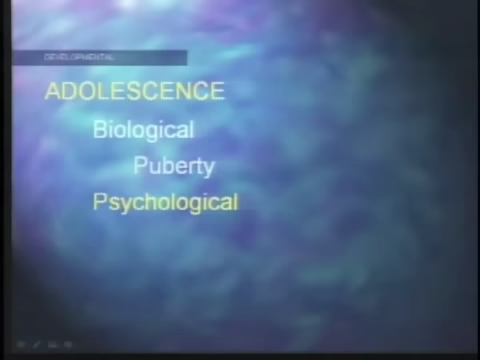 DEVELOPMENTAL
ADOLESCENCE
Biological
Puberty
Psychological